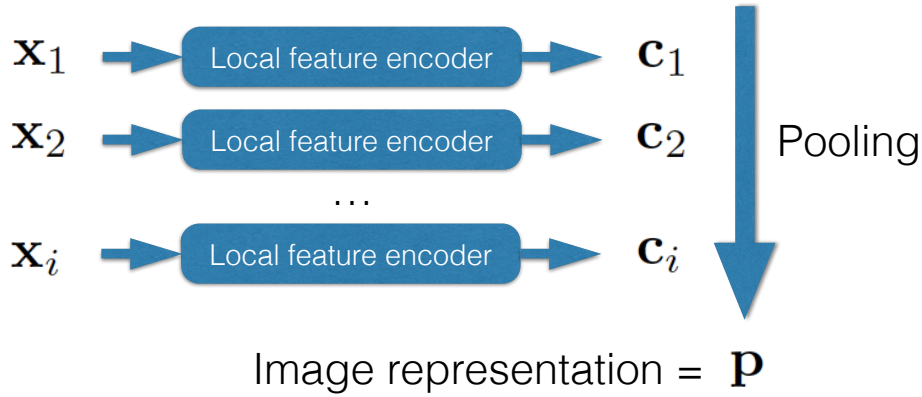 x₁ Local feature encoder c₁
x₂ Local feature encoder c₂
Pooling
...
xᵢ Local feature encoder cᵢ
Image representation = p